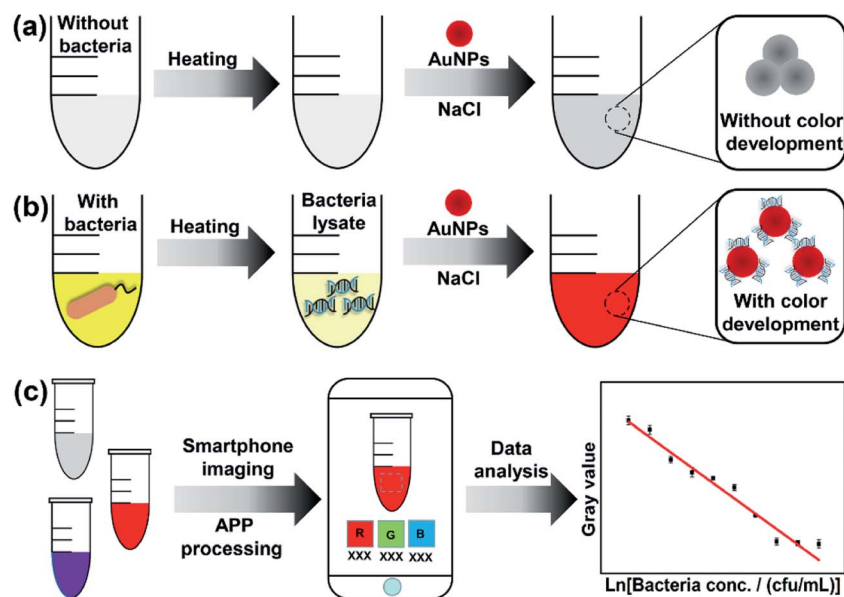 (a)
Without
bacteria
Heating
AuNPs
NaCl
Without color
development
(b)
With
bacteria
Heating
Bacteria
lysate
AuNPs
NaCl
With color
development
(c)
Smartphone
imaging
APP
processing
R G B
XXX XXX XXX
Data
analysis
Gray value
Ln[Bacteria conc. / (cfu/mL)]